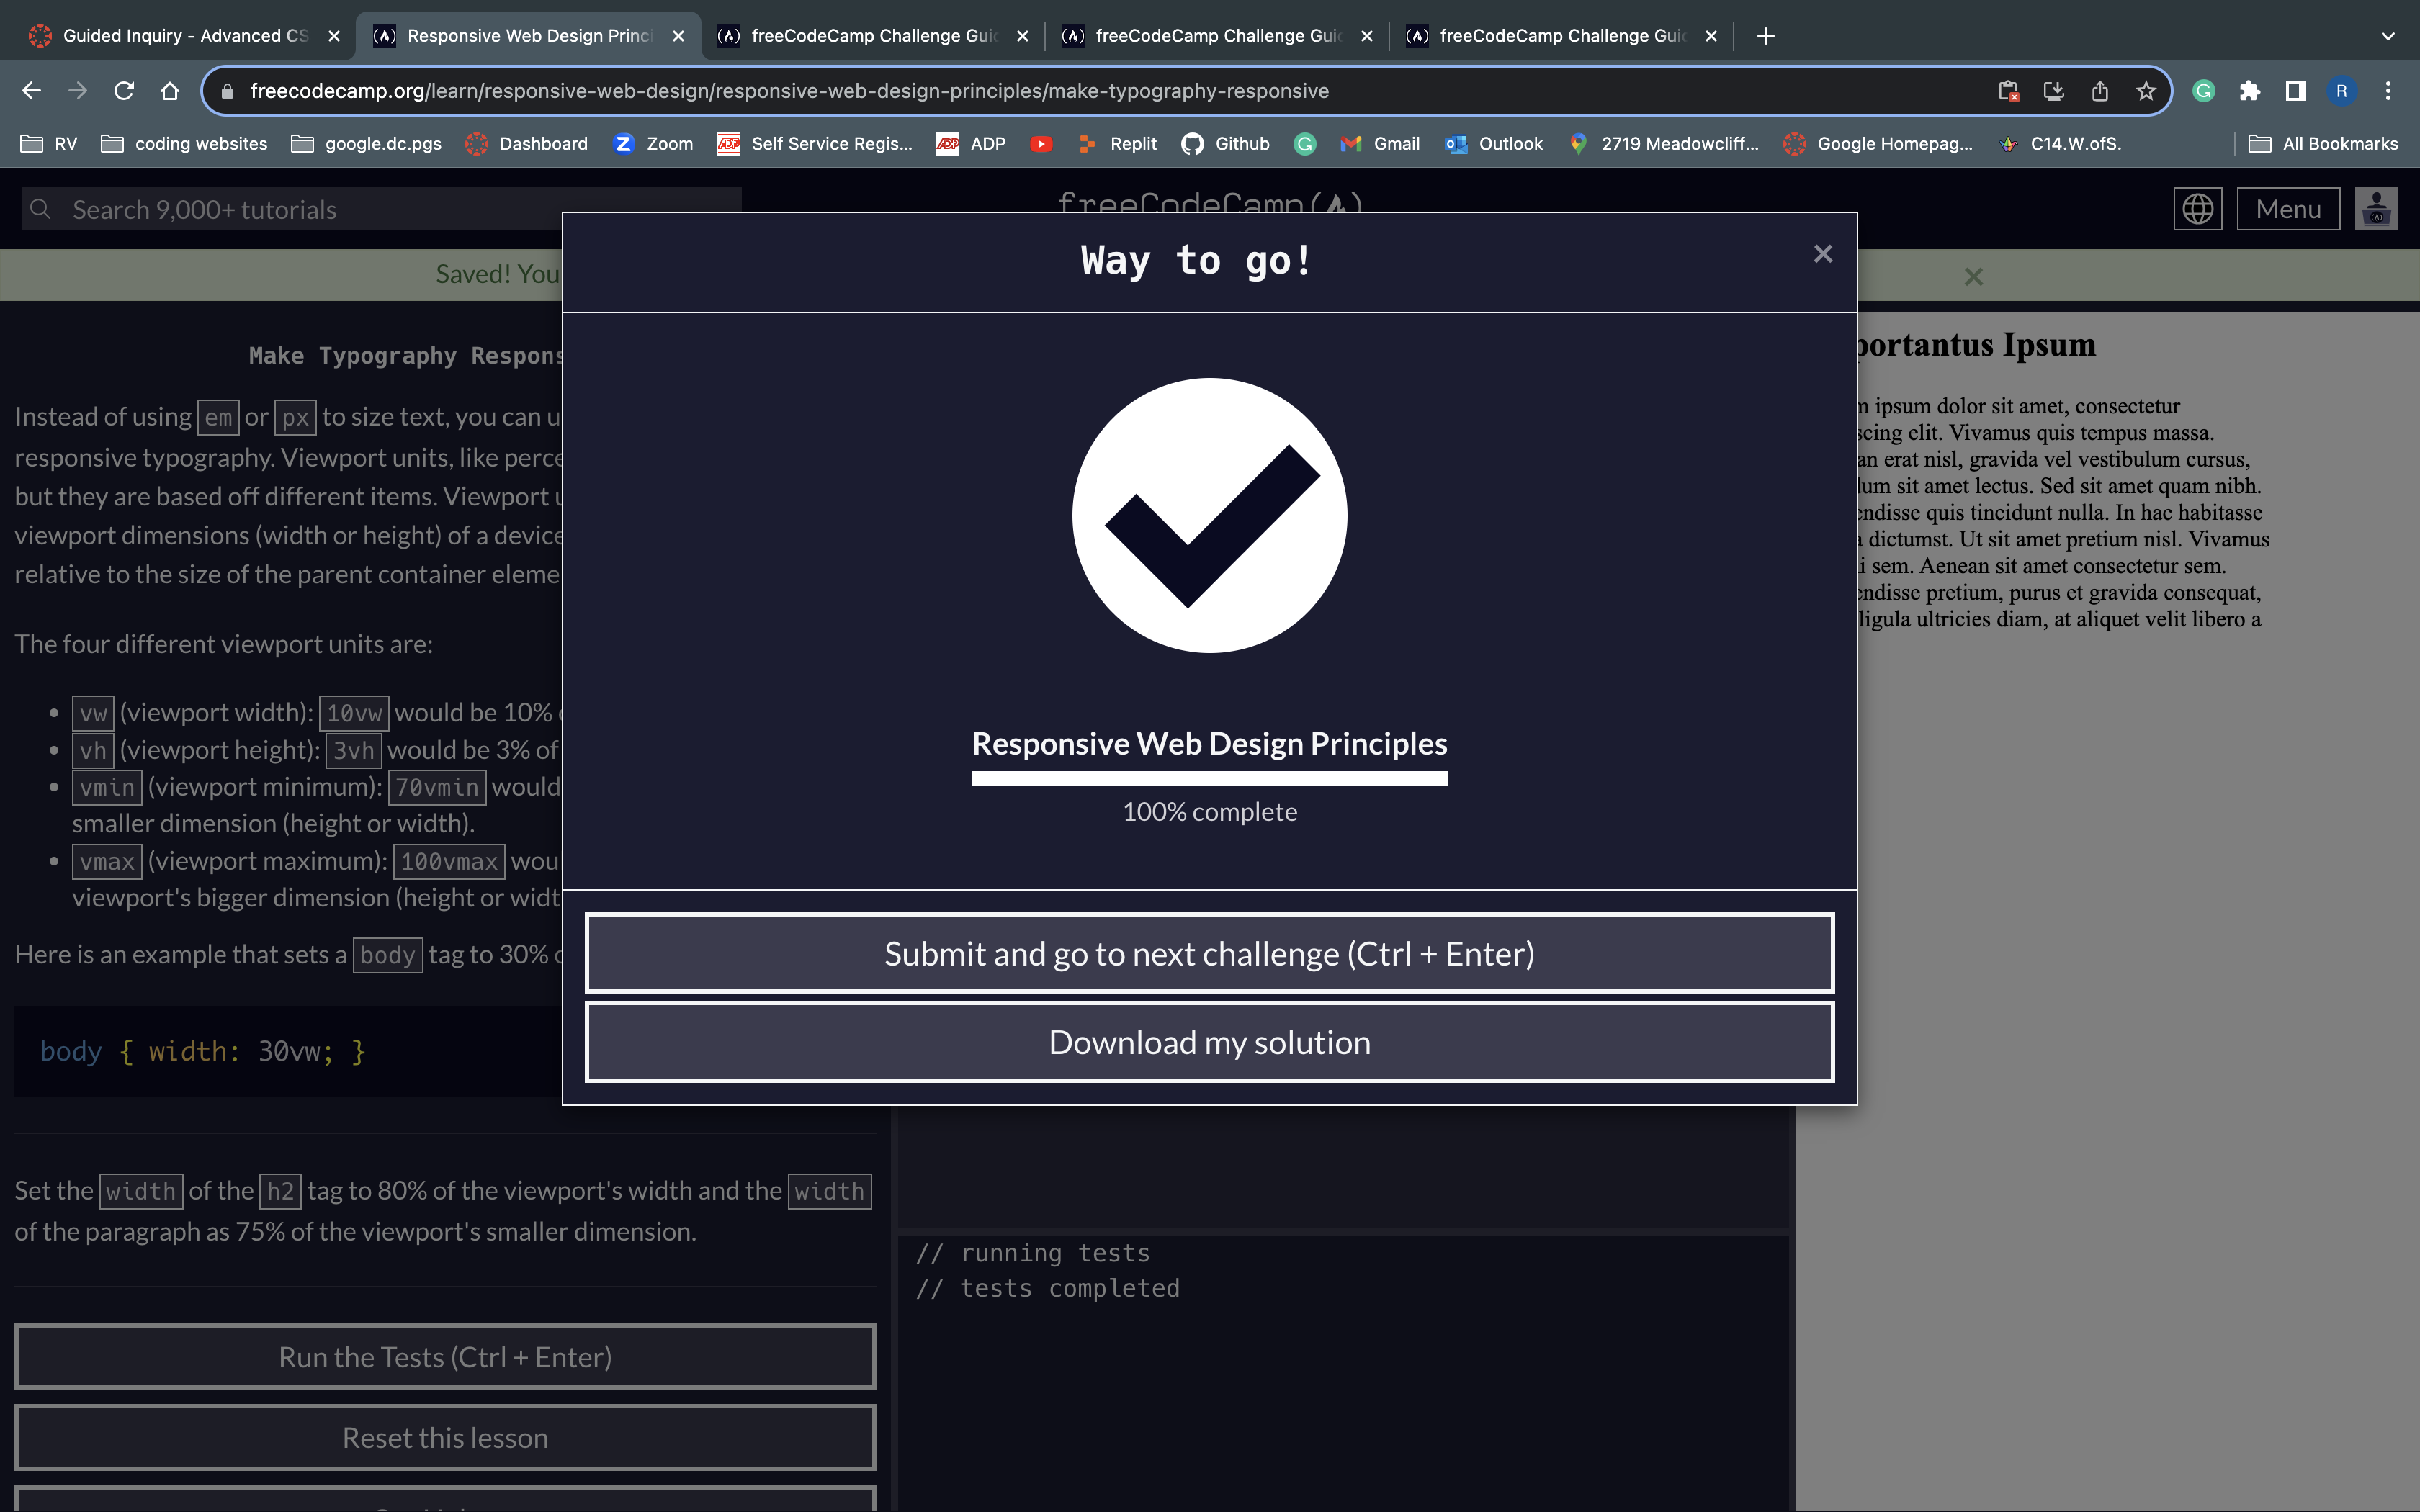 Guided Inquiry - Advanced CS
Responsive Web Design Princi
freeCodeCamp Challenge Gui
freeCodeCamp Challenge Gui
freeCodeCamp Challenge Gui
freecodecamp.org/learn/responsive-web-design/responsive-web-design-principles/make-typography-responsive
R
RV
coding websites
google.dc.pgs
Dashboard
Zoom
Self Service Regis...
ADP
Replit
Github
Gmail
Outlook
2719 Meadowcliff...
Google Homepag...
C14.W.ofS.
All Bookmarks
Search 9,000+ tutorials
freeCodeCamp
Menu
Saved! You
Make Typography Respons
Instead of using em or px to size text, you can u
responsive typography. Viewport units, like perce
but they are based off different items. Viewport u
viewport dimensions (width or height) of a device
relative to the size of the parent container eleme
The four different viewport units are:
vw (viewport width): 10vw would be 10%
vh (viewport height): 3vh would be 3% of
vmin (viewport minimum): 70vmin would
smaller dimension (height or width).
vmax (viewport maximum): 100vmax wou
viewport's bigger dimension (height or widt
Here is an example that sets a body tag to 30%
body { width: 30vw; }
Set the width of the h2 tag to 80% of the viewport's width and the width
of the paragraph as 75% of the viewport's smaller dimension.
Run the Tests (Ctrl + Enter)
Reset this lesson
Way to go!
Responsive Web Design Principles
100% complete
Submit and go to next challenge (Ctrl + Enter)
Download my solution
// running tests
// tests completed
portantus Ipsum
ipsum dolor sit amet, consectetur
scing elit. Vivamus quis tempus massa.
an erat nisl, gravida vel vestibulum cursus,
dum sit amet lectus. Sed sit amet quam nibh.
endisse quis tincidunt nulla. In hac habitasse
dictumst. Ut sit amet pretium nisl. Vivamus
i sem. Aenean sit amet consectetur sem.
endisse pretium, purus et gravida consequat,
ligula ultricies diam, at aliquet velit libero a